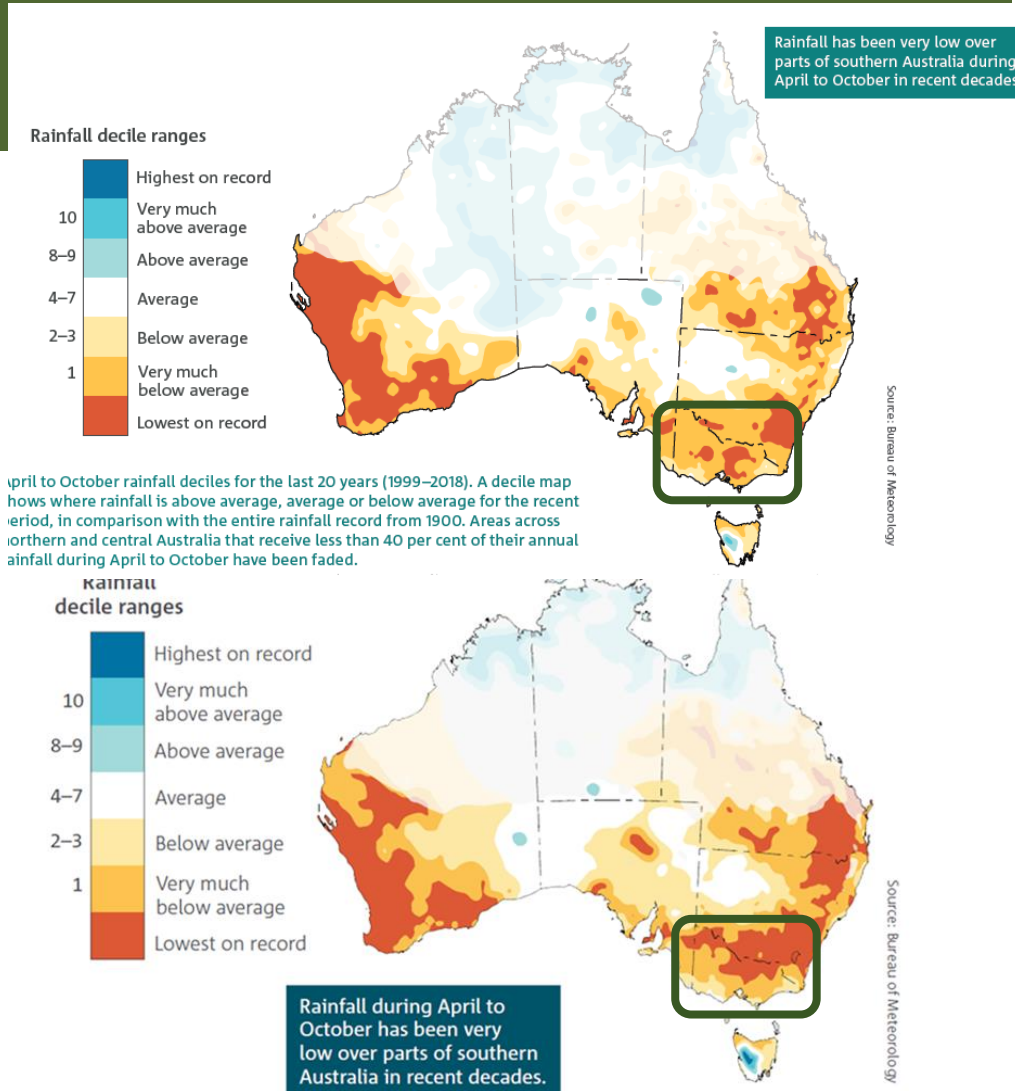 Rainfall has been very low over
parts of southern Australia during
April to October in recent decades
Rainfall decile ranges
Highest on record
10 Very much
above average
8–9 Above average
4–7 Average
2–3 Below average
1 Very much
below average
Lowest on record
Source: Bureau of Meteorology
April to October rainfall deciles for the last 20 years (1999–2018). A decile map
hows where rainfall is above average, average or below average for the recent
period, in comparison with the entire rainfall record from 1900. Areas across
northern and central Australia that receive less than 40 per cent of their annual
ainfall during April to October have been faded.
Rainfall
decile ranges
Highest on record
10 Very much
above average
8–9 Above average
4–7 Average
2–3 Below average
1 Very much
below average
Lowest on record
Source: Bureau of Meteorology
Rainfall during April to
October has been very
low over parts of southern
Australia in recent decades.